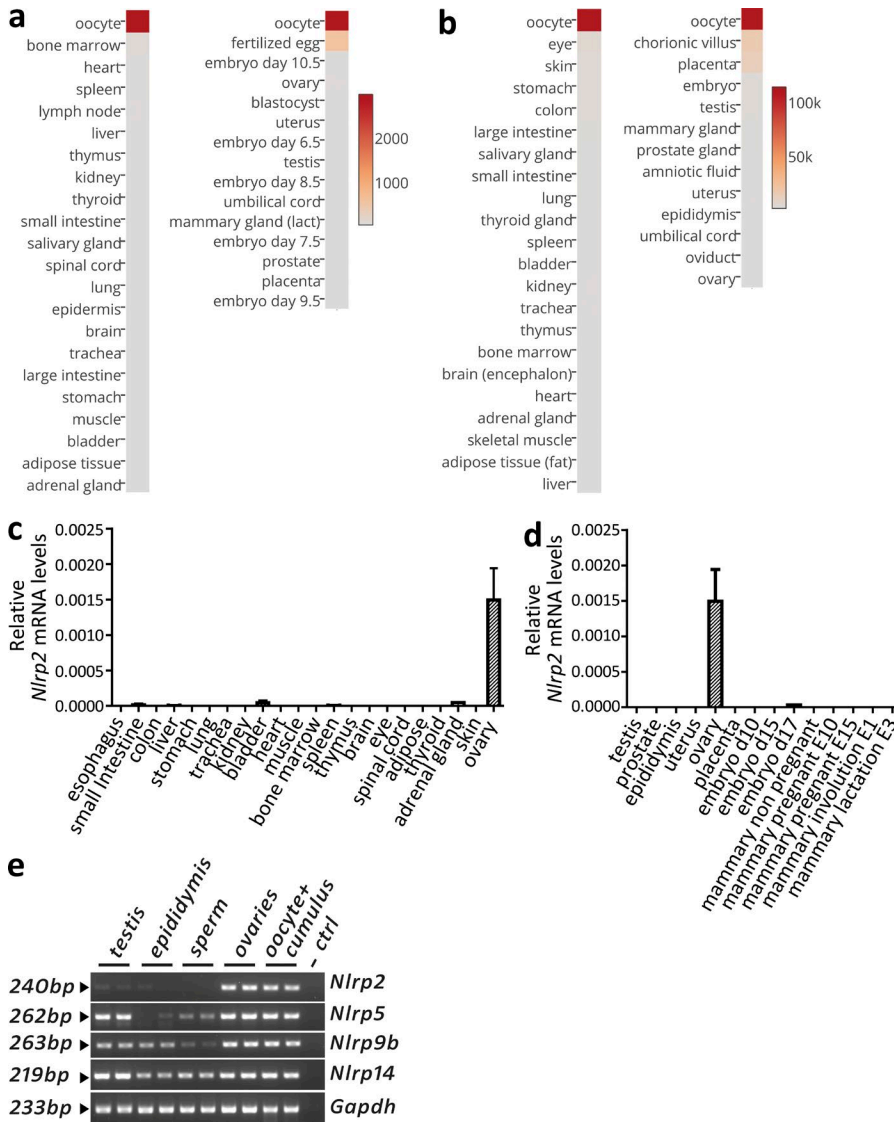 a
oocyte
bone marrow
heart
spleen
lymph node
liver
thymus
kidney
thyroid
small intestine
salivary gland
spinal cord
lung
epidermis
brain
trachea
large intestine
stomach
muscle
bladder
adipose tissue
adrenal gland
oocyte
fertilized egg
embryo day 10.5
ovary
blastocyst
uterus
embryo day 6.5
testis
embryo day 8.5
umbilical cord
mammary gland (lact)
embryo day 7.5
prostate
placenta
embryo day 9.5
2000
1000
b
oocyte
eye
skin
stomach
colon
large intestine
salivary gland
small intestine
lung
thyroid gland
spleen
bladder
kidney
trachea
thymus
bone marrow
brain (encephalon)
heart
adrenal gland
skeletal muscle
adipose tissue (fat)
liver
oocyte
chorionic villus
placenta
embryo
testis
mammary gland
prostate gland
amniotic fluid
uterus
epididymis
umbilical cord
oviduct
ovary
100k
50k
c
Relative
Nlrp2 mRNA levels
0.0025
0.0020
0.0015
0.0010
0.0005
0.0000
esophagus
small Intestine
colon
liver
stomach
lung
trachea
kidney
bladder
heart
muscle
bone marrow
spleen
thymus
brain
eye
spinal cord
adipose
thyroid
adrenal gland
skin
ovary
d
Relative
Nlrp2 mRNA levels
0.0025
0.0020
0.0015
0.0010
0.0005
0.0000
testis
prostate
epididymis
uterus
ovary
placenta
embryo d10
embryo d15
embryo d17
mammary non pregnant
mammary pregnant E10
mammary pregnant E15
mammary involution E1
mammary lactation E3
e
testis
epididymis
sperm
ovaries
oocyte+
cumulus
- ctrl
240bp Nlrp2
262bp Nlrp5
263bp Nlrp9b
219bp Nlrp14
233bp Gapdh